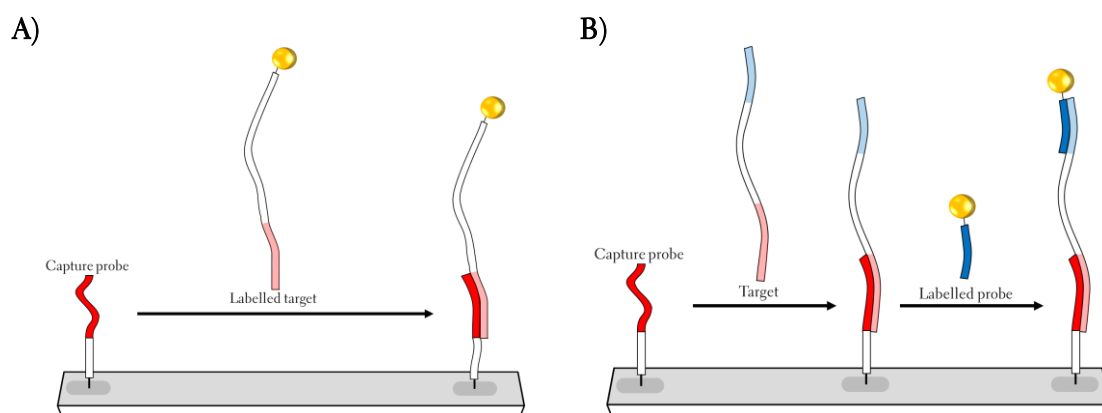 A)
Capture probe
Labelled target
B)
Capture probe
Target
Labelled probe